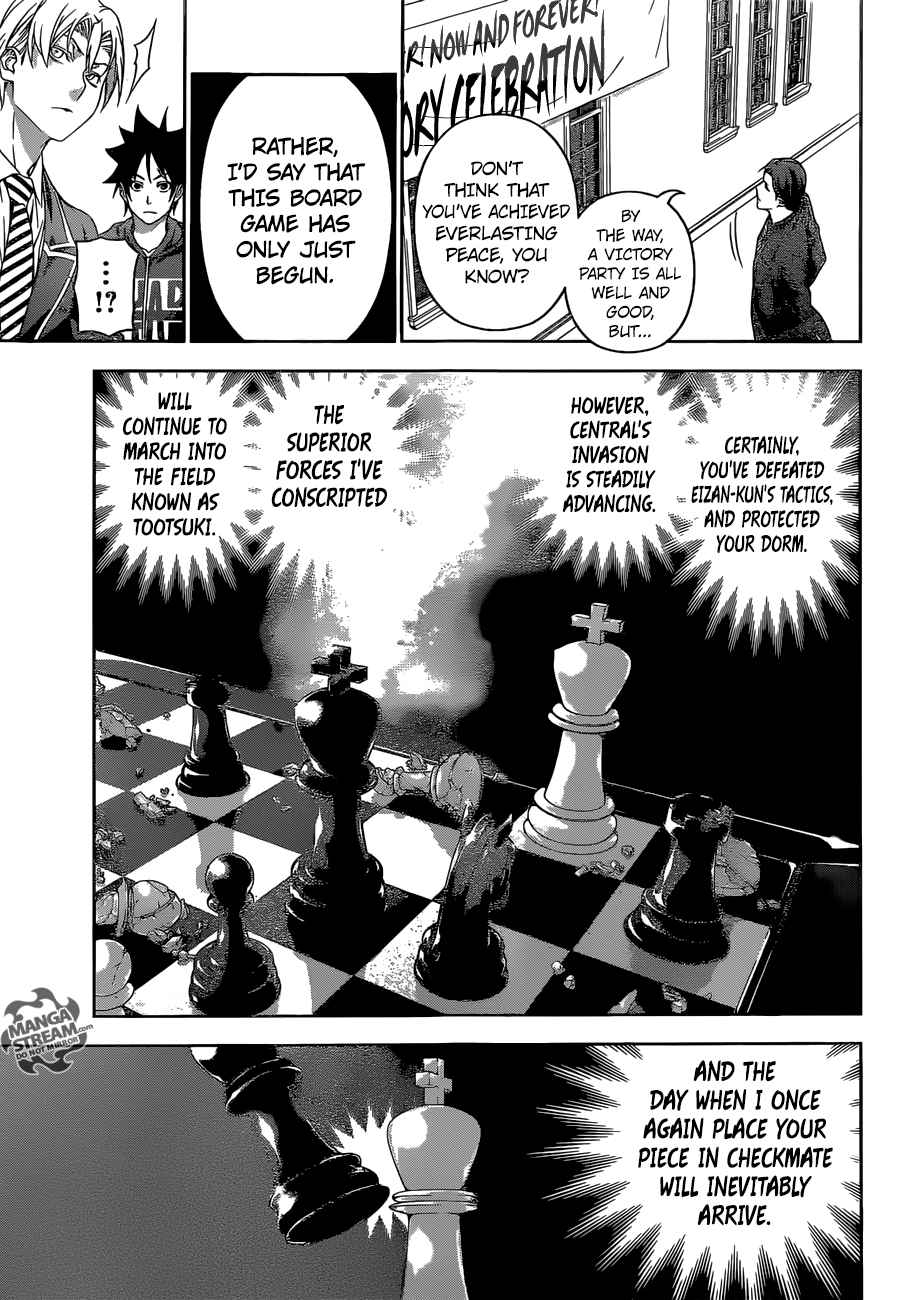 R! NOW AND FOREVER!
ORY CELEBRATION
BY
THE WAY,
A VICTORY
PARTY IS ALL
WELL AND
GOOD,
BUT...
DON'T
THINK THAT
YOU'VE ACHIEVED
EVERLASTING
PEACE, YOU
KNOW?
RATHER,
I'D SAY THAT
THIS BOARD
GAME HAS
ONLY JUST
BEGUN.
...
!?
CERTAINLY,
YOU'VE DEFEATED
EIZAN-KUN'S TACTICS,
AND PROTECTED
YOUR DORM.
HOWEVER,
CENTRAL'S
INVASION
IS STEADILY
ADVANCING.
THE
SUPERIOR
FORCES I'VE
CONSCRIPTED
WILL
CONTINUE TO
MARCH INTO
THE FIELD
KNOWN AS
TOOTSUKI.
AND THE
DAY WHEN I ONCE
AGAIN PLACE YOUR
PIECE IN CHECKMATE
WILL INEVITABLY
ARRIVE.
MANGA
STREAM.com
DO NOT MIRROR!